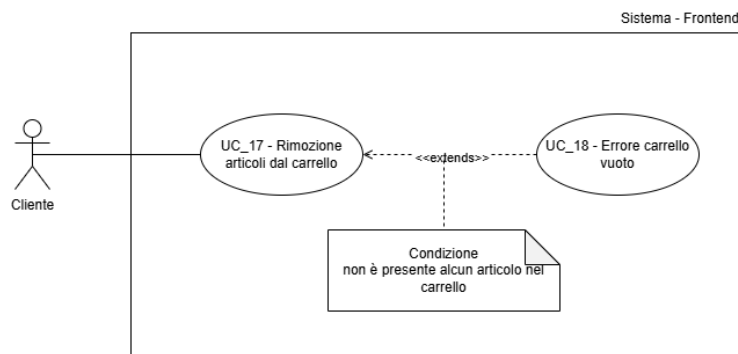 Sistema - Frontend
UC_17 - Rimozione
articoli dal carrello
<<extends>>
UC_18 - Errore carrello
vuoto
Cliente
Condizione
non è presente alcun articolo nel
carrello